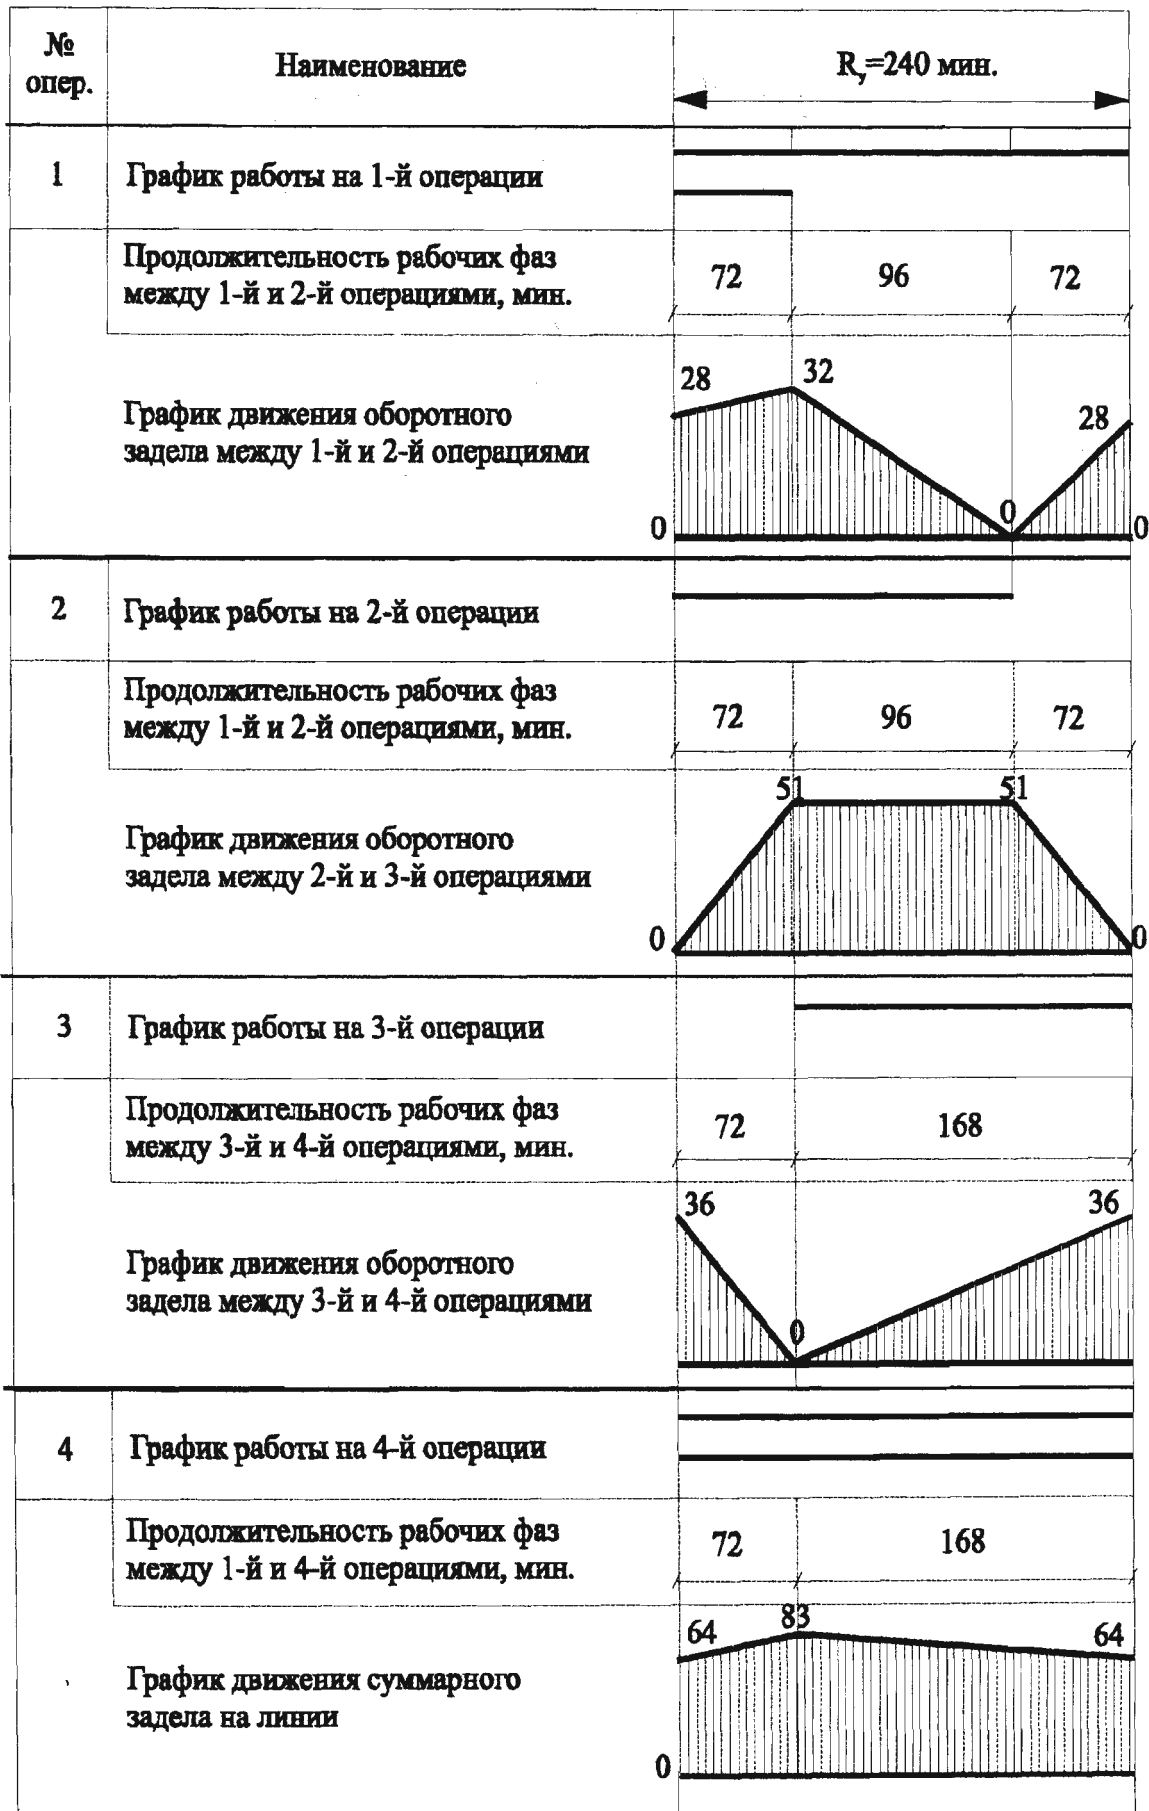 №
опер.
Наименование
Rᵧ=240 мин.
1
График работы на 1-й операции
Продолжительность рабочих фаз
между 1-й и 2-й операциями, мин.
72
96
72
График движения оборотного
задела между 1-й и 2-й операциями
28
32
28
0
0
0
2
График работы на 2-й операции
Продолжительность рабочих фаз
между 1-й и 2-й операциями, мин.
72
96
72
График движения оборотного
задела между 2-й и 3-й операциями
51
51
0
0
3
График работы на 3-й операции
Продолжительность рабочих фаз
между 3-й и 4-й операциями, мин.
72
168
График движения оборотного
задела между 3-й и 4-й операциями
36
36
0
4
График работы на 4-й операции
Продолжительность рабочих фаз
между 1-й и 4-й операциями, мин.
72
168
График движения суммарного
задела на линии
64
83
64
0